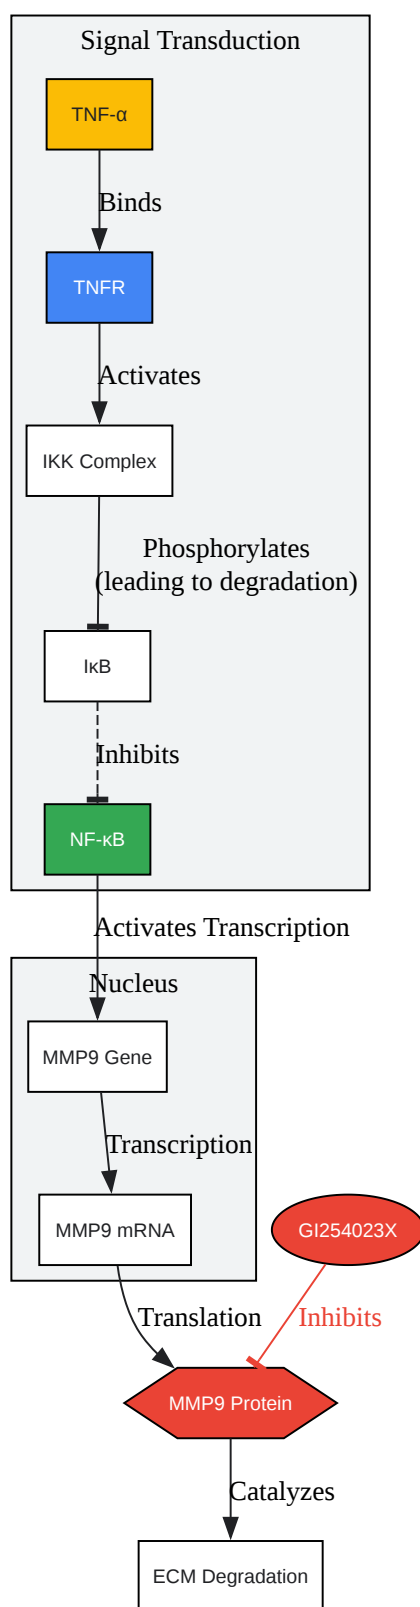 Signal Transduction
TNF-α
Binds
TNFR
Activates
IKK Complex
Phosphorylates
(leading to degradation)
IκB
Inhibits
NF-κB
Activates Transcription
Nucleus
MMP9 Gene
Transcription
MMP9 mRNA
GI254023X
Translation
Inhibits
MMP9 Protein
Catalyzes
ECM Degradation